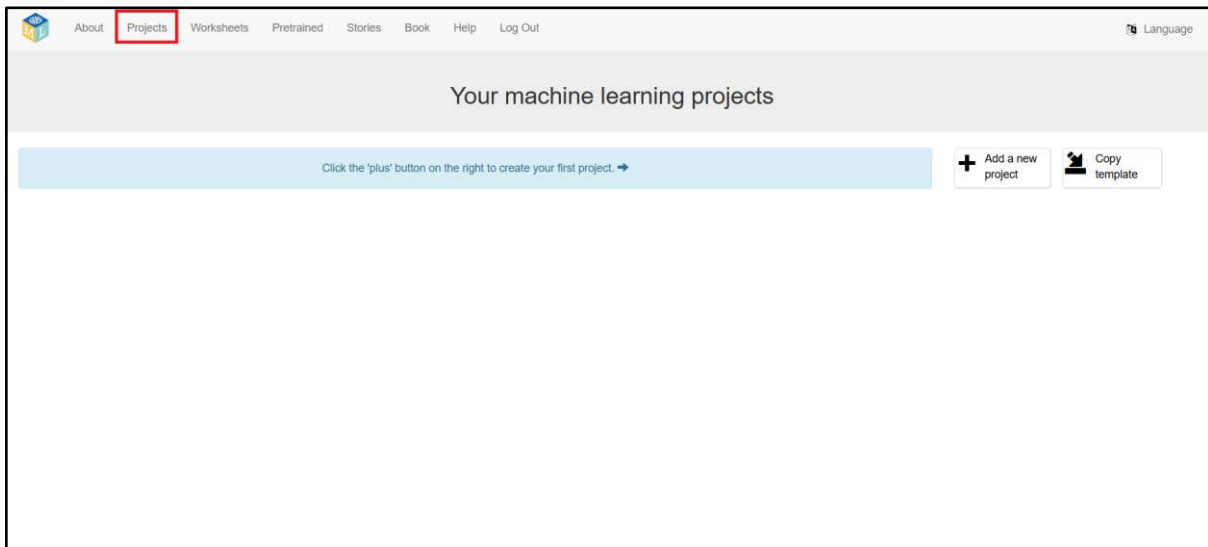 About Projects Worksheets Pretrained Stories Book Help Log Out Language
Your machine learning projects
Click the 'plus' button on the right to create your first project.
Add a new
project
Copy
template